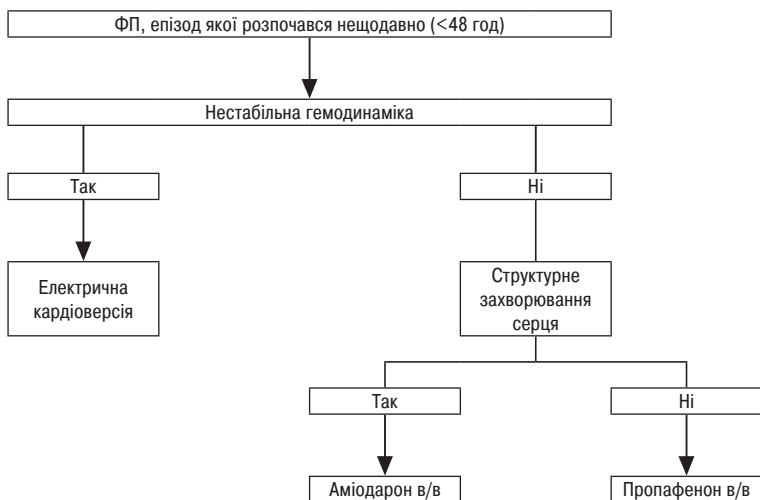 ФП, епізод якої розпочався нещодавно (<48 год)
Нестабільна гемодинаміка
Так
Ні
Електрична
кардіоверсія
Структурне
захворювання
серця
Так
Ні
Аміодарон в/в
Пропафенон в/в